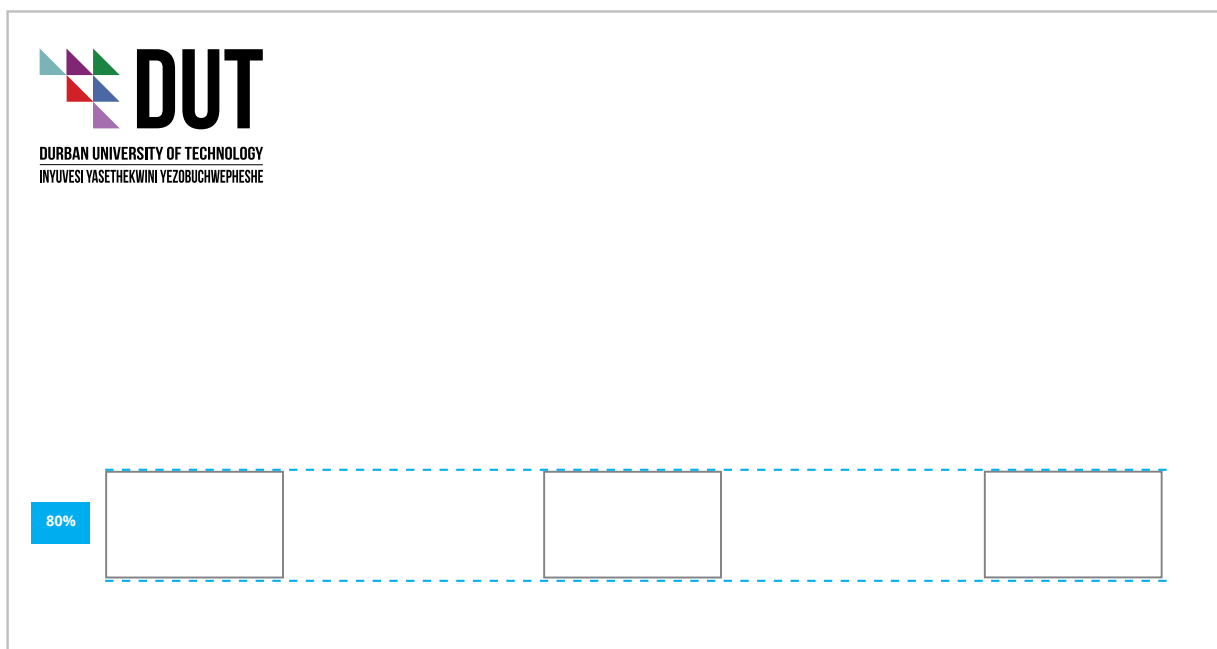 DUT
DURBAN UNIVERSITY OF TECHNOLOGY
INYUVESI YASETHEKWINI YEZOBUCHWEPHESHE
80%